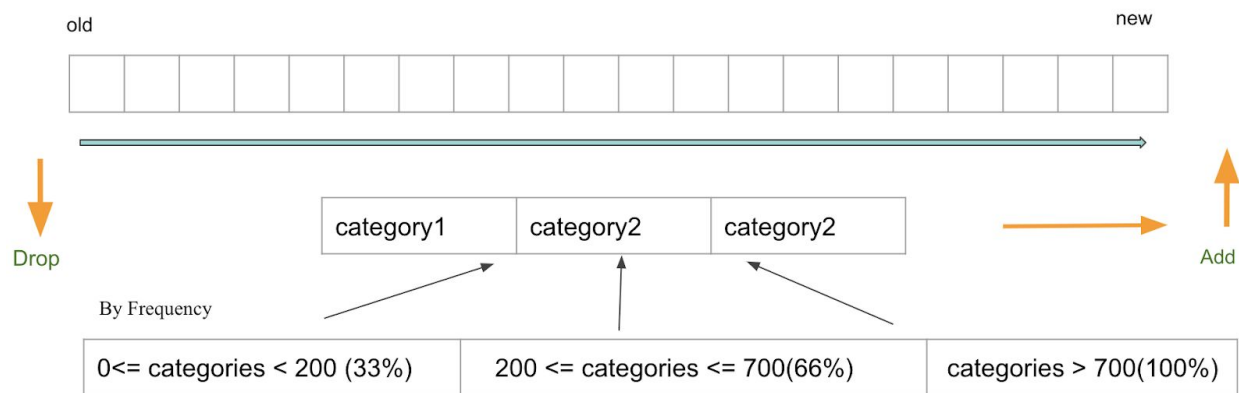 old
new
category1
category2
category2
Drop
Add
By Frequency
0<= categories < 200 (33%)
200 <= categories <= 700(66%)
categories > 700(100%)